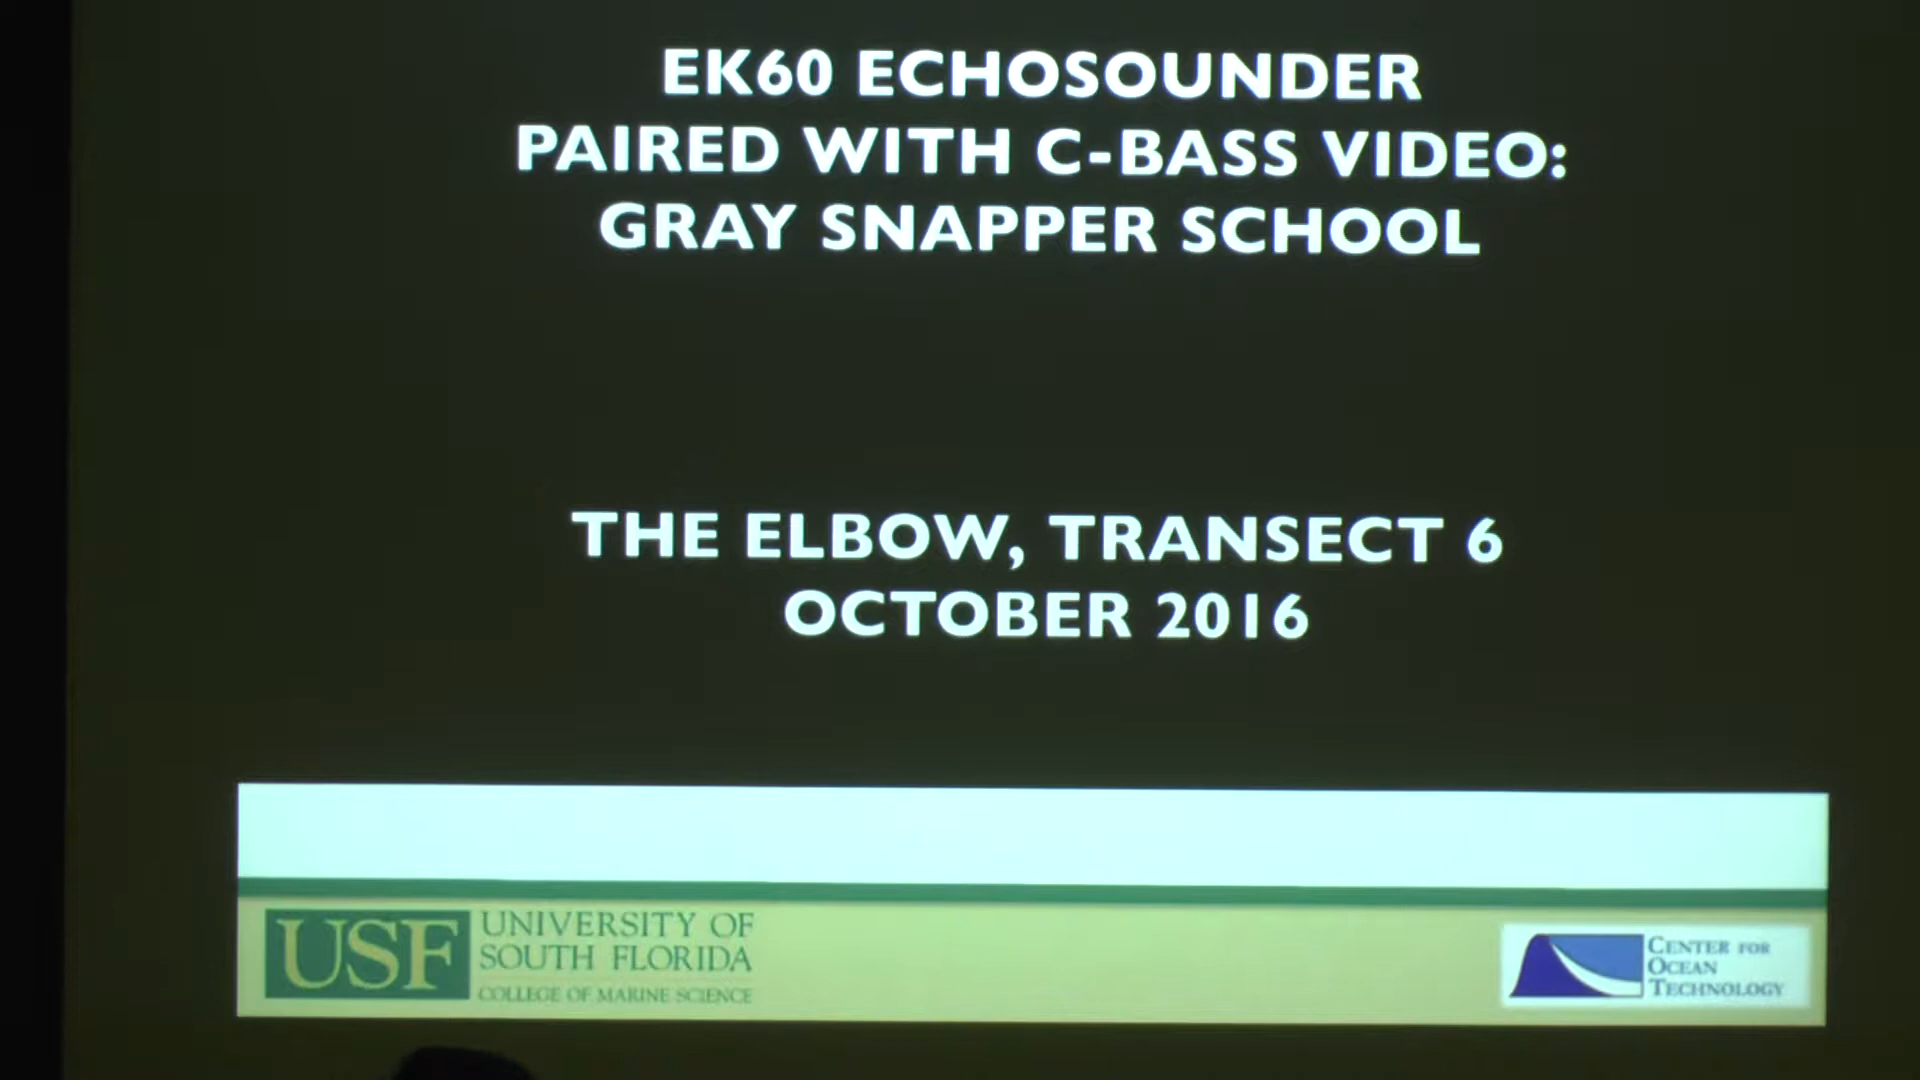 EK60 ECHOSOUNDER
PAIRED WITH C-BASS VIDEO:
GRAY SNAPPER SCHOOL
THE ELBOW, TRANSECT 6
OCTOBER 2016
USF
UNIVERSITY OF
SOUTH FLORIDA
COLLEGE OF MARINE SCIENCE
CENTER FOR
OCEAN
TECHNOLOGY